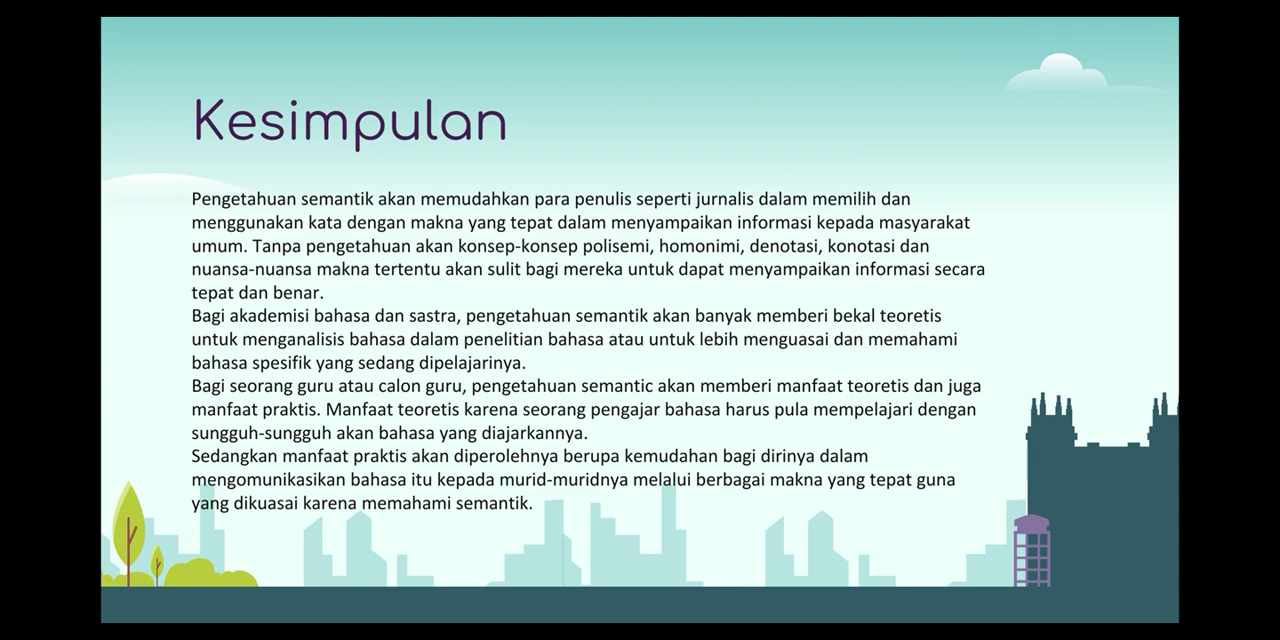 Kesimpulan
Pengetahuan semantik akan memudahkan para penulis seperti jurnalis dalam memilih dan
menggunakan kata dengan makna yang tepat dalam menyampaikan informasi kepada masyarakat
umum. Tanpa pengetahuan akan konsep-konsep polisemi, homonimi, denotasi, konotasi dan
nuansa-nuansa makna tertentu akan sulit bagi mereka untuk dapat menyampaikan informasi secara
tepat dan benar.
Bagi akademisi bahasa dan sastra, pengetahuan semantik akan banyak memberi bekal teoretis
untuk menganalisis bahasa dalam penelitian bahasa atau untuk lebih menguasai dan memahami
bahasa spesifik yang sedang dipelajarinya.
Bagi seorang guru atau calon guru, pengetahuan semantic akan memberi manfaat teoretis dan juga
manfaat praktis. Manfaat teoretis karena seorang pengajar bahasa harus pula mempelajari dengan
sungguh-sungguh akan bahasa yang diajarkannya.
Sedangkan manfaat praktis akan diperolehnya berupa kemudahan bagi dirinya dalam
mengomunikasikan bahasa itu kepada murid-muridnya melalui berbagai makna yang tepat guna
yang dikuasai karena memahami semantik.